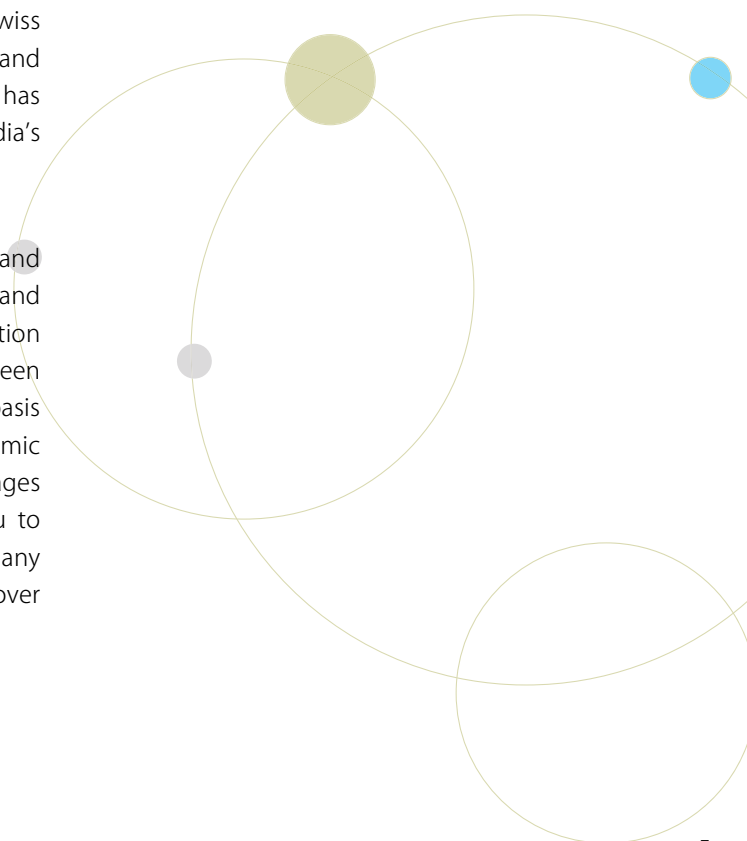 wiss
and
has
dia's
and
and
tion
een
asis
mic
ges
u to
any
over